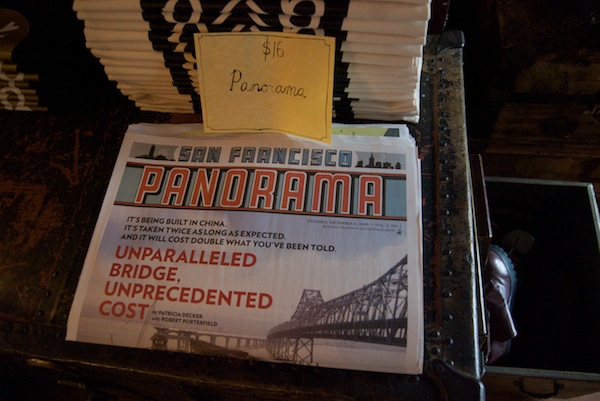 $16
Panorama
SAN FRANCISCO
PANORAMA
IT'S BEING BUILT IN CHINA.
IT'S TAKEN TWICE AS LONG AS EXPECTED.
AND IT WILL COST DOUBLE WHAT YOU'VE BEEN TOLD.
UNPARALLELED
BRIDGE,
UNPRECEDENTED
COST
BY PATRICIA DECKER
AND ROBERT PORTERFIELD